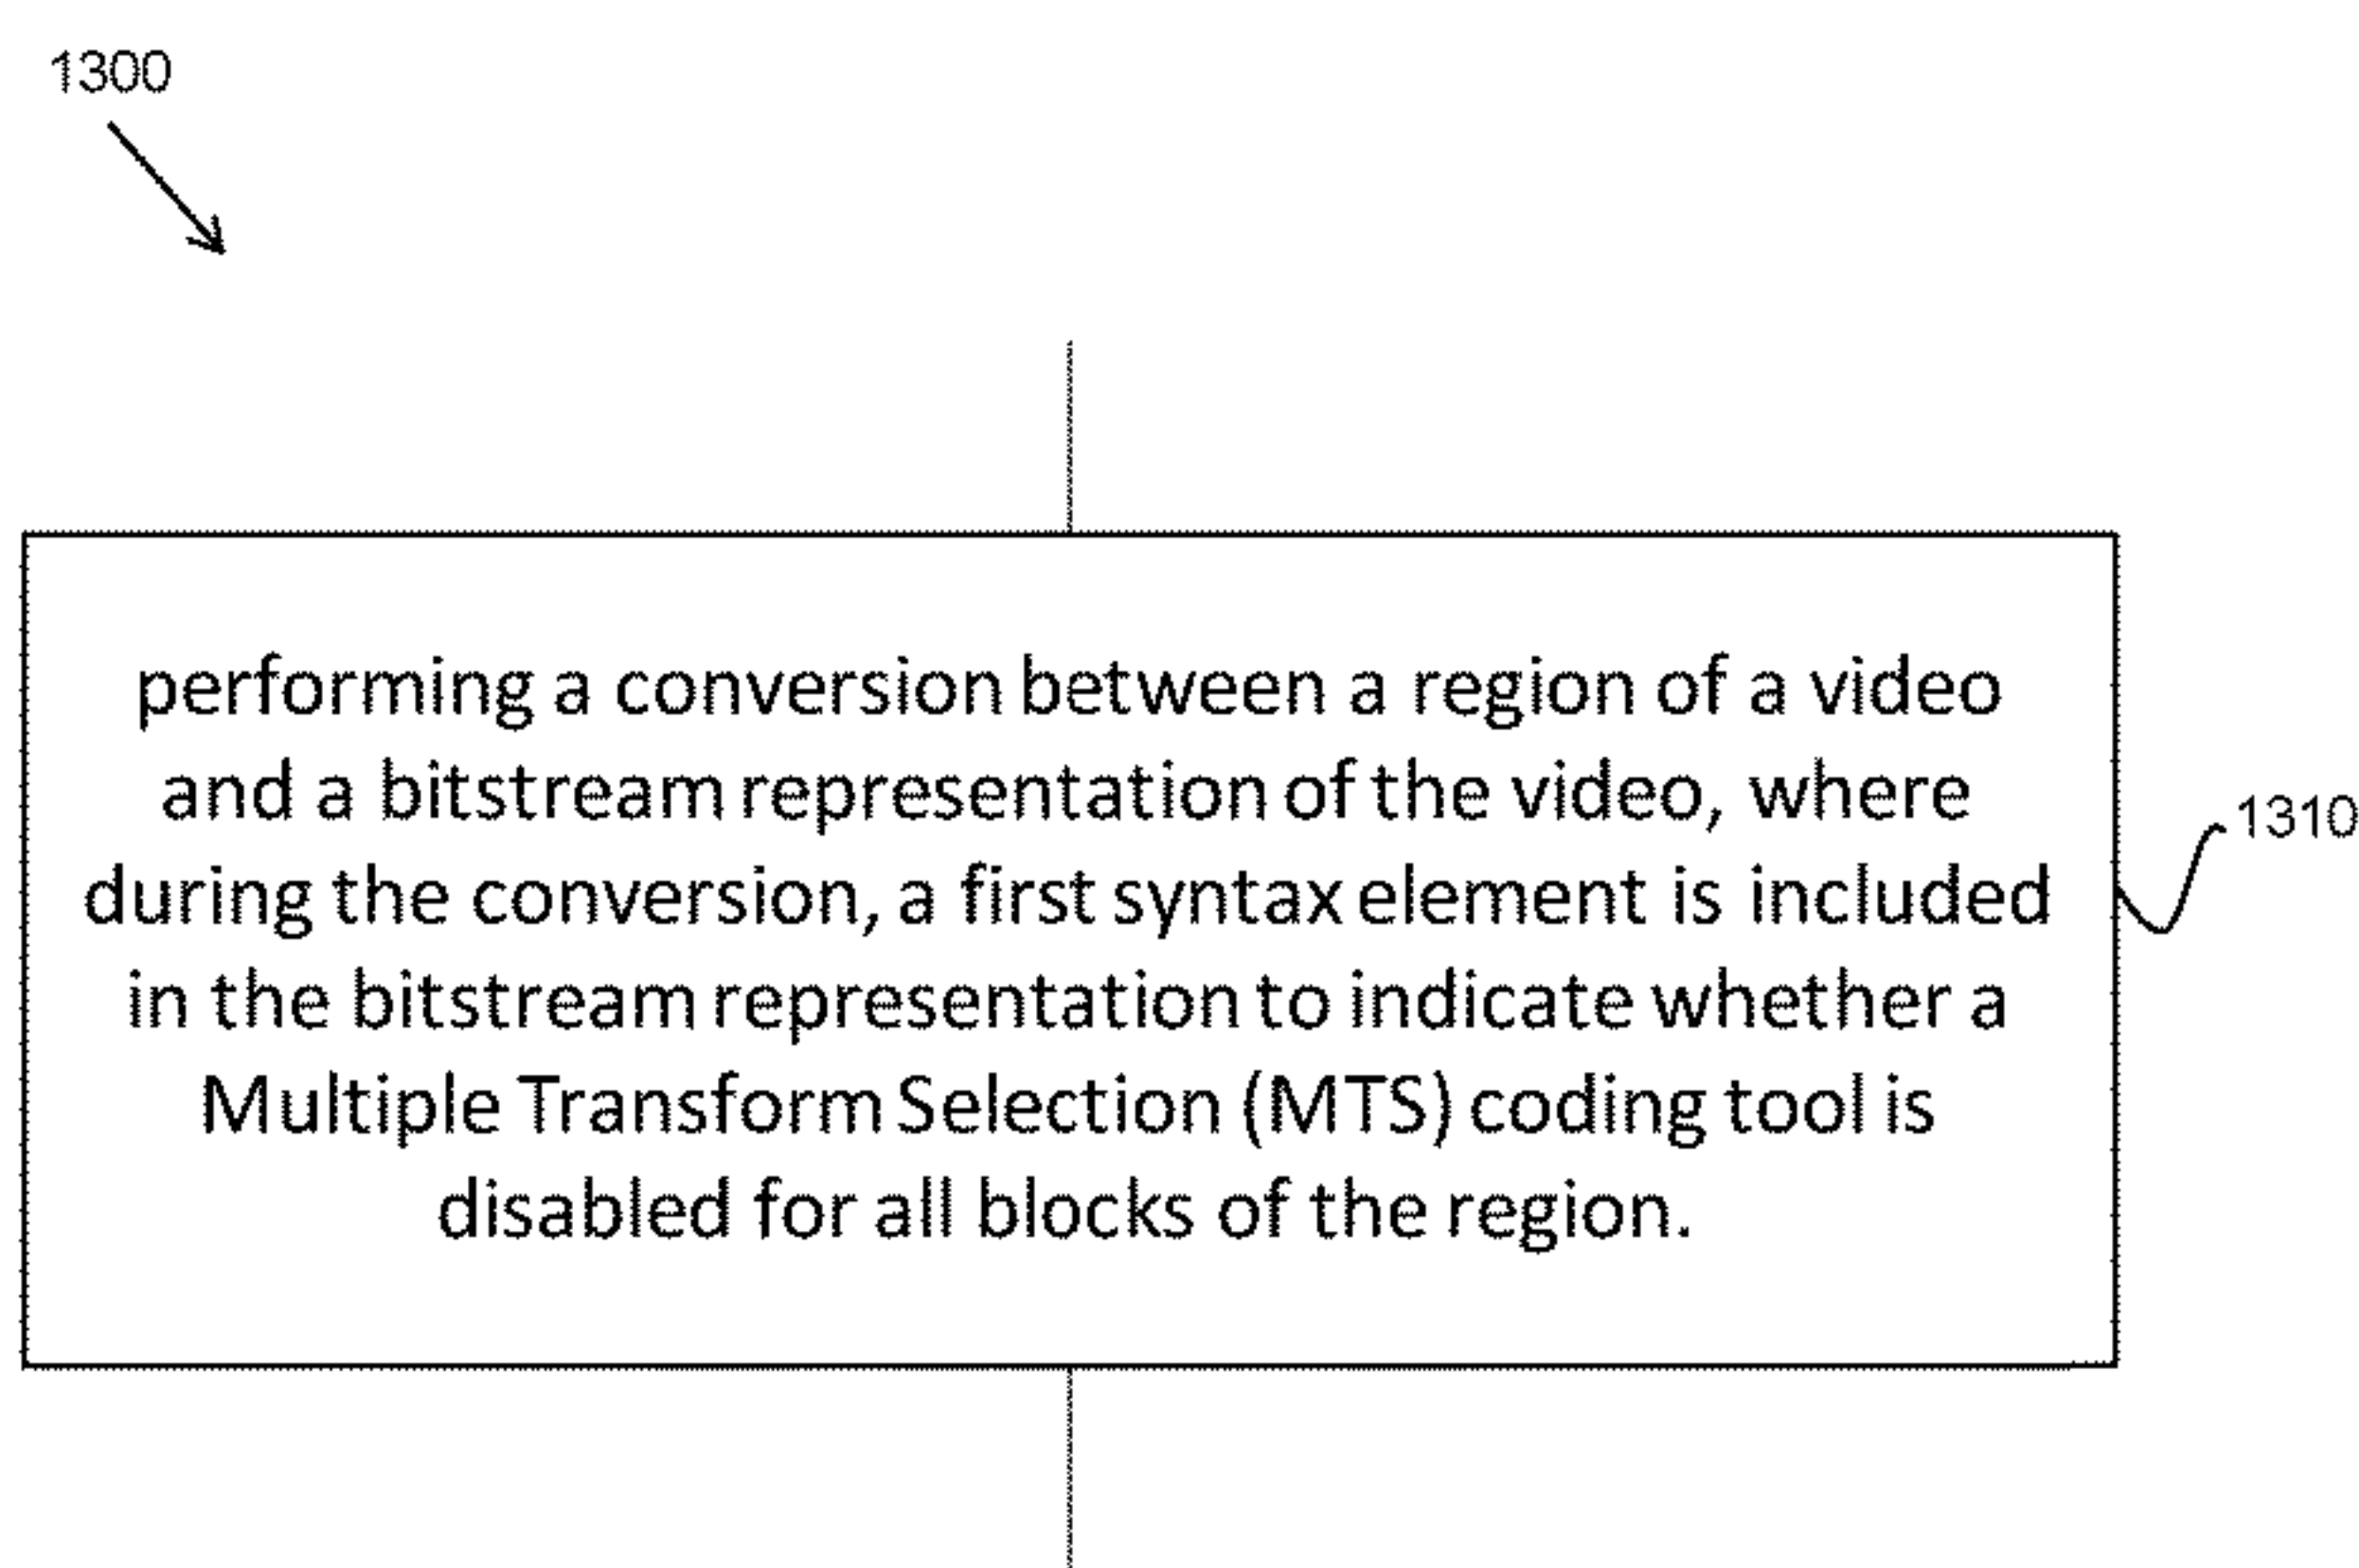 1300
performing a conversion between a region of a video
and a bitstream representation of the video, where
during the conversion, a first syntax element is included
in the bitstream representation to indicate whether a
Multiple Transform Selection (MTS) coding tool is
disabled for all blocks of the region.
1310